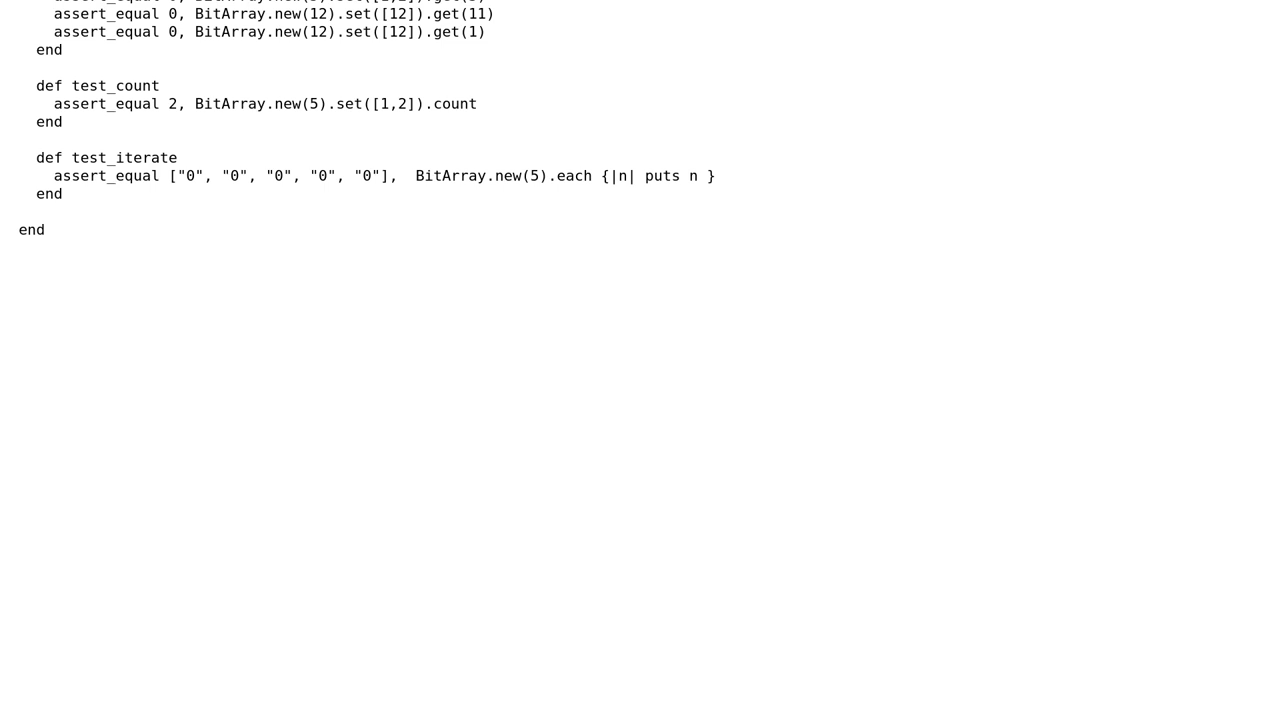 assert_equal 0, BitArray.new(12).set([12]).get(11)
assert_equal 0, BitArray.new(12).set([12]).get(1)
end
def test_count
assert_equal 2, BitArray.new(5).set([1,2]).count
end
def test_iterate
assert_equal ["0", "0", "0", "0", "0"],  BitArray.new(5).each {|n| puts n }
end
end